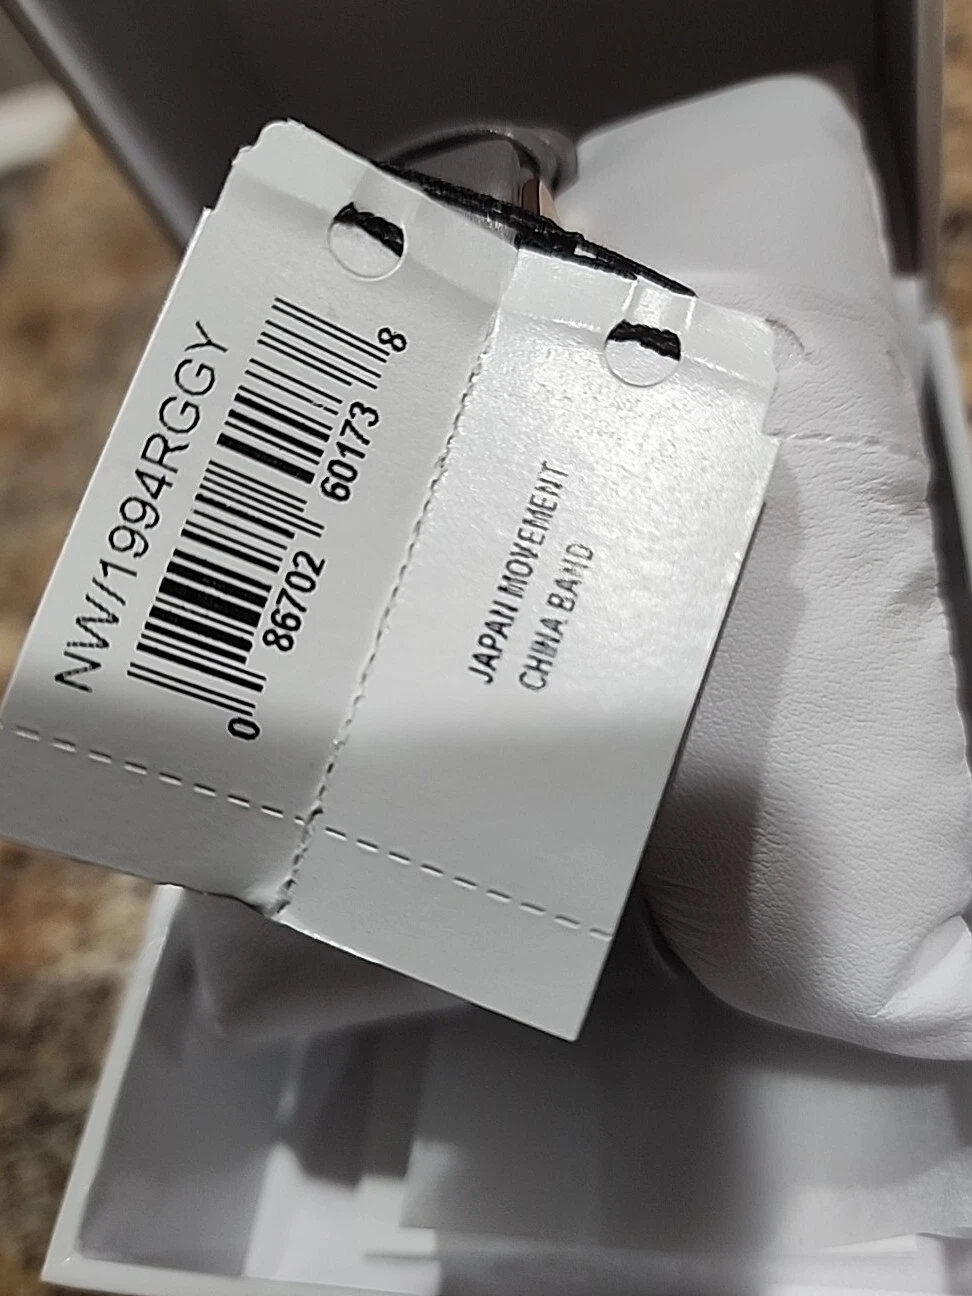 NW/1994RGGY
0 86702 60173 8
JAPAN MOVEMENT
CHINA BAND